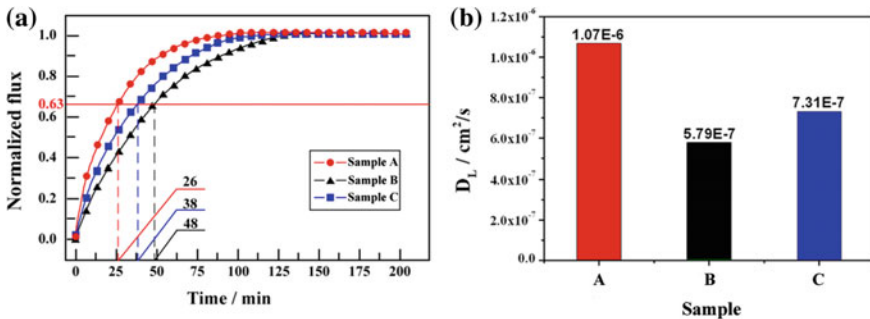 (a)
Normalized flux
1.0
0.8
0.63
0.6
0.4
0.2
0.0
Sample A
Sample B
Sample C
26
38
48
0 25 50 75 100 125 150 175 200
Time / min
(b)
D_L / cm²/s
1.2x10⁻⁶
1.0x10⁻⁶
8.0x10⁻⁷
6.0x10⁻⁷
4.0x10⁻⁷
2.0x10⁻⁷
0.0
1.07E-6
5.79E-7
7.31E-7
A B C
Sample